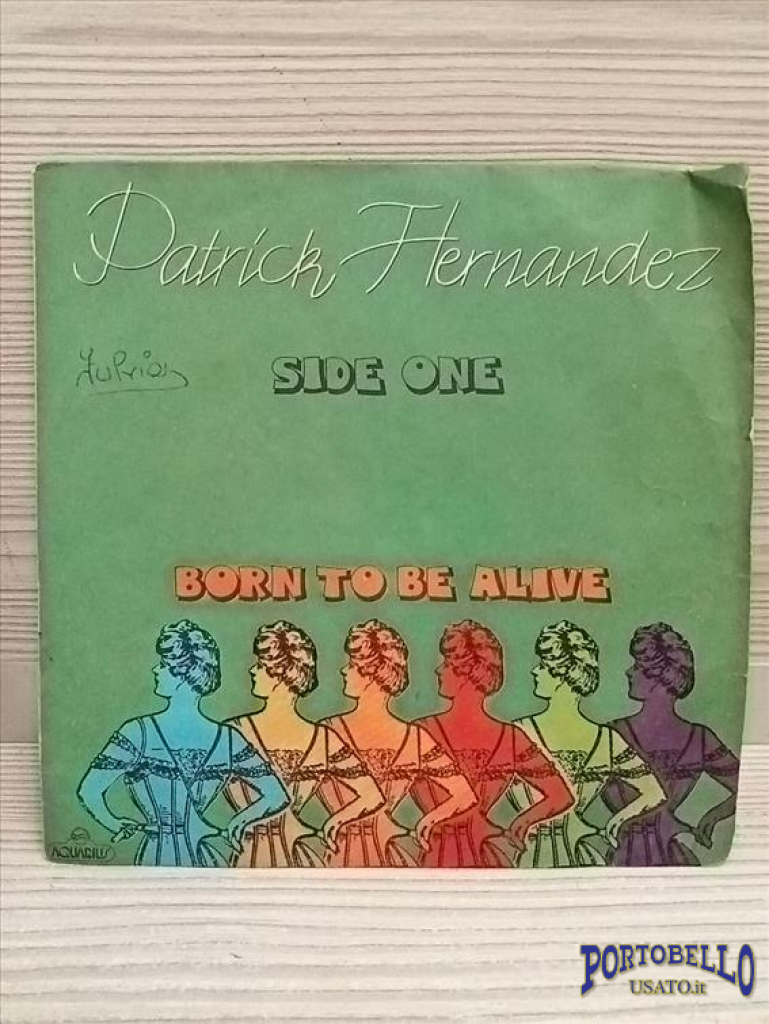 Patrick Hernandez
SIDE ONE
BORN TO BE ALIVE
AQUARIUS
PORTOBELLO
USATO.it